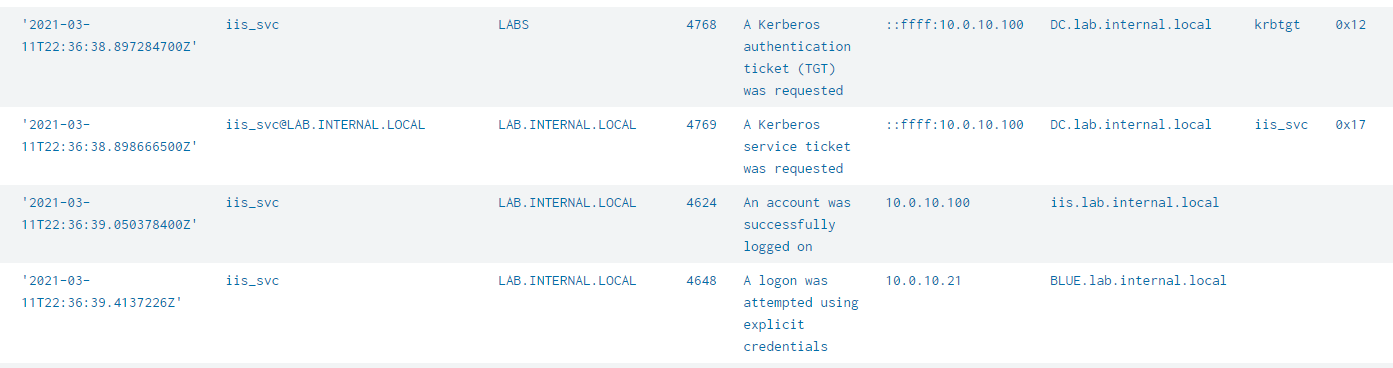 '2021-03- iis_svc LABS 4768 A Kerberos ::ffff:10.0.10.100 DC.lab.internal.local krbtgt 0x12
11T22:36:38.897284700Z' authentication
ticket (TGT)
was requested
'2021-03- iis_svc@LAB.INTERNAL.LOCAL LAB.INTERNAL.LOCAL 4769 A Kerberos ::ffff:10.0.10.100 DC.lab.internal.local iis_svc 0x17
11T22:36:38.898666500Z' service ticket
was requested
'2021-03- iis_svc LAB.INTERNAL.LOCAL 4624 An account was 10.0.10.100 iis.lab.internal.local
11T22:36:39.050378400Z' successfully
logged on
'2021-03- iis_svc LAB.INTERNAL.LOCAL 4648 A logon was 10.0.10.21 BLUE.lab.internal.local
11T22:36:39.4137226Z' attempted using
explicit
credentials